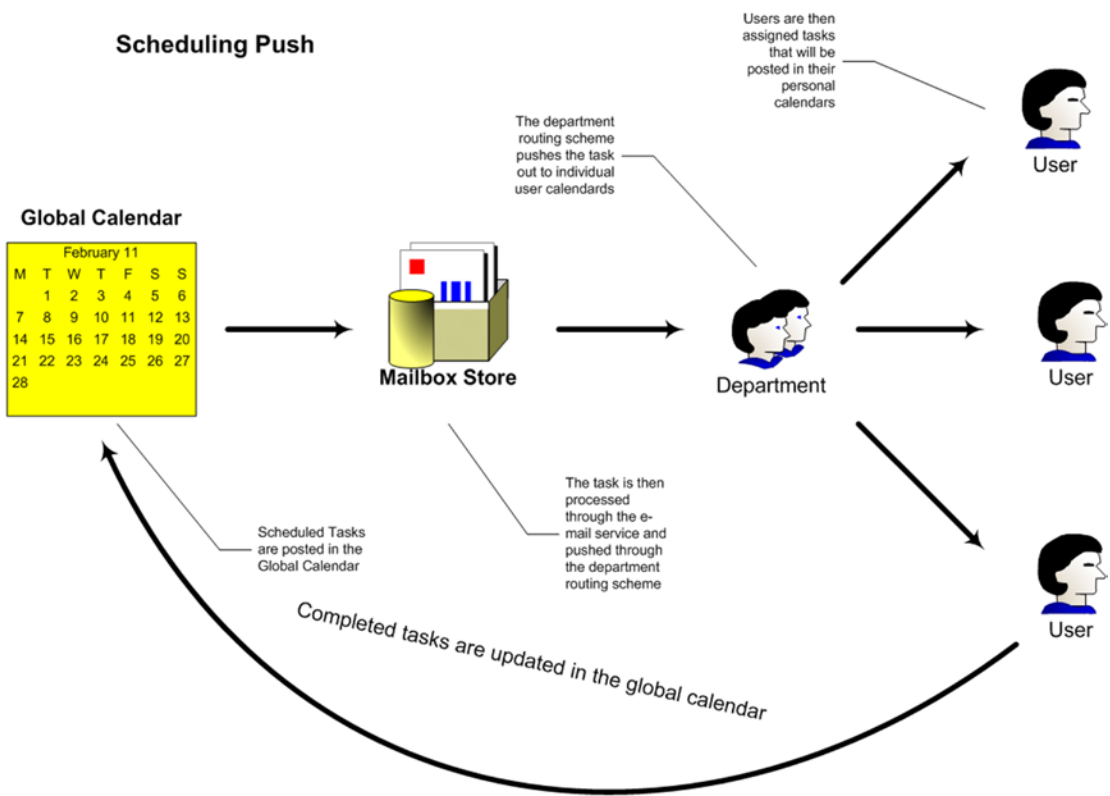 Scheduling Push
Users are then
assigned tasks
that will be
posted in their
personal
calendars
User
The department
routing scheme
pushes the task
out to individual
user calendards
Global Calendar
February 11
M T W T F S S
1 2 3 4 5 6
7 8 9 10 11 12 13
14 15 16 17 18 19 20
21 22 23 24 25 26 27
28
Mailbox Store
Department
User
Scheduled Tasks
are posted in the
Global Calendar
The task is then
processed
through the e-
mail service and
pushed through
the department
routing scheme
User
Completed tasks are updated in the global calendar